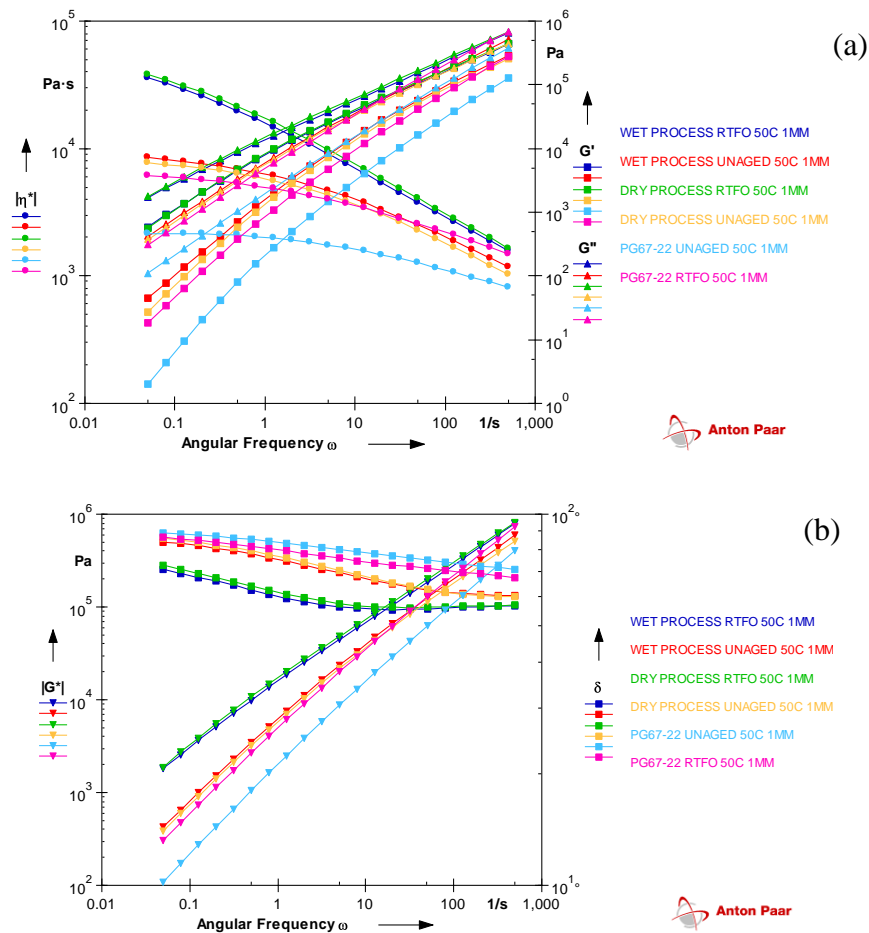 (a)
10^5
Pa·s
10^4
|η*|
10^3
10^2
10^6
Pa
10^5
10^4
10^3
10^2
10^1
10^0
0.01 0.1 1 10 100 1/s 1,000
Angular Frequency ω
G'
G''
WET PROCESS RTFO 50C 1MM
WET PROCESS UNAGED 50C 1MM
DRY PROCESS RTFO 50C 1MM
DRY PROCESS UNAGED 50C 1MM
PG67-22 UNAGED 50C 1MM
PG67-22 RTFO 50C 1MM
Anton Paar
(b)
10^6
Pa
10^5
|G*|
10^4
10^3
10^2
10²°
10¹°
0.01 0.1 1 10 100 1/s 1,000
Angular Frequency ω
δ
WET PROCESS RTFO 50C 1MM
WET PROCESS UNAGED 50C 1MM
DRY PROCESS RTFO 50C 1MM
DRY PROCESS UNAGED 50C 1MM
PG67-22 UNAGED 50C 1MM
PG67-22 RTFO 50C 1MM
Anton Paar